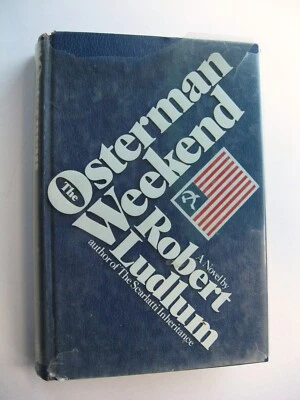 The
Osterman
Weekend
A Novel by
Robert
Ludlum
author of The Scarlatti Inheritance